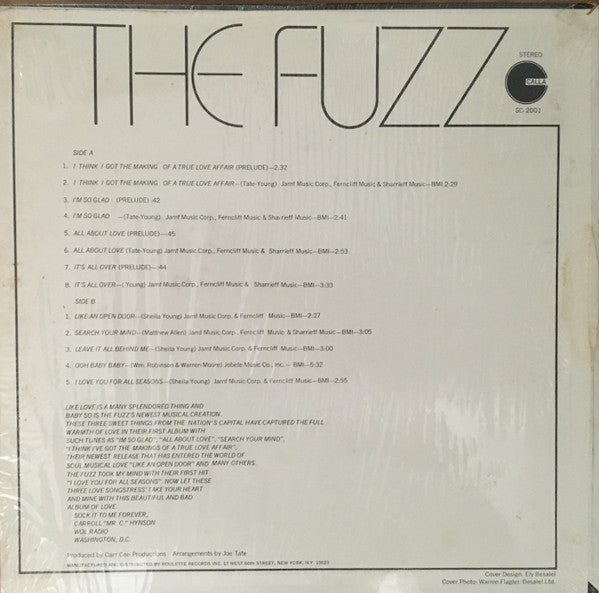 THE FUZZ
STEREO
CALLA
SC-2001
SIDE A
1. I THINK I GOT THE MAKING OF A TRUE LOVE AFFAIR (PRELUDE)—2:32
2. I THINK I GOT THE MAKING OF A TRUE LOVE AFFAIR—(Tate-Young) Jamf Music Corp., Ferncliff Music & Sharrieff Music—BMI 2:29
3. I'M SO GLAD (PRELUDE)—:42
4. I'M SO GLAD —(Tate-Young) Jamf Music Corp., Ferncliff Music & Sharrieff Music—BMI—2:41
5. ALL ABOUT LOVE (PRELUDE)—:45
6. ALL ABOUT LOVE (Tate-Young) Jamf Music Corp., Ferncliff Music & Sharrieff Music—BMI—2:53
7. IT'S ALL OVER (PRELUDE)—:44
8. IT'S ALL OVER—( Young) Jamf Music Corp., Ferncliff Music & Sharrieff Music—BMI—3:33
SIDE B
1. LIKE AN OPEN DOOR—(Sheila Young) Jamf Music Corp. & Ferncliff Music—BMI—2:27
2. SEARCH YOUR MIND—(Matthew Allen) Jamf Music Corp., Ferncliff Music & Sharrieff Music—BMI—3:05
3. LEAVE IT ALL BEHIND ME—(Sheila Young) Jamf Music Corp. & Ferncliff Music—BMI—3:00
4. OOH BABY BABY—(Wm. Robinson & Warren Moore) Jobete Music Co., Inc.— BMI—5:32
5. I LOVE YOU FOR ALL SEASONS—(Sheila Young) Jamf Music Corp. & Ferncliff Music—BMI—2:55
LIKE LOVE IS A MANY SPLENDORED THING AND
BABY SO IS THE FUZZ'S NEWEST MUSICAL CREATION.
THESE THREE SWEET THINGS FROM THE NATION'S CAPITAL HAVE CAPTURED THE FULL
WARMTH OF LOVE IN THEIR FIRST ALBUM WITH
SUCH TUNES AS "IM SO GLAD", "ALL ABOUT LOVE", "SEARCH YOUR MIND",
"I THINK I'VE GOT THE MAKINGS OF A TRUE LOVE AFFAIR",
THEIR NEWEST RELEASE THAT HAS ENTERED THE WORLD OF
SOUL MUSICAL LOVE "LIKE AN OPEN DOOR" AND MANY OTHERS.
THE FUZZ TOOK MY MIND WITH THEIR FIRST HIT
"I LOVE YOU FOR ALL SEASONS". NOW LET THESE
THREE LOVE SONGSTRESS' TAKE YOUR HEART
AND MINE WITH THIS BEAUTIFUL AND BAD
ALBUM OF LOVE.
SOCK IT TO ME FOREVER,
CARROLL "MR. C." HYNSON
WOL RADIO
WASHINGTON, D.C.
Produced by Carr-Cee Productions Arrangements by Joe Tate
MANUFACTURED AND DISTRIBUTED BY ROULETTE RECORDS INC. 17 WEST 60th STREET, NEW YORK, N.Y. 10023
Cover Design: Ely Besalel
Cover Photo: Warren Flagler: Besalel Ltd.